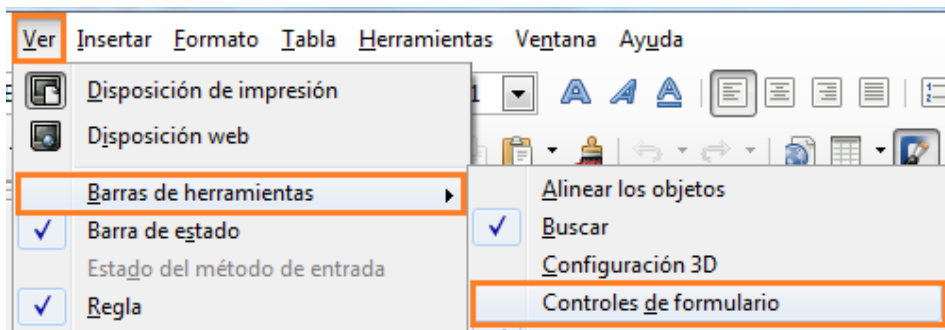 Ver Insertar Formato Tabla Herramientas Ventana Ayuda
Disposición de impresión
Disposición web
Barras de herramientas
Barra de estado
Estado del método de entrada
Regla
Alinear los objetos
Buscar
Configuración 3D
Controles de formulario